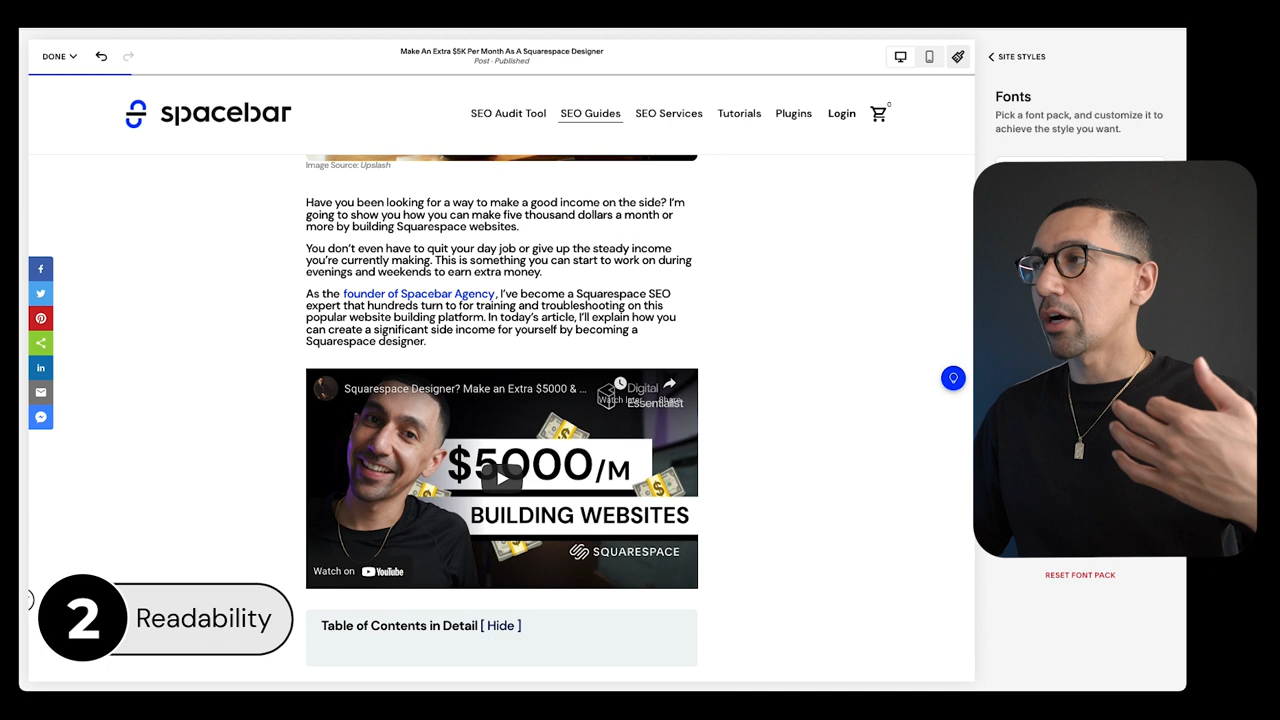 DONE
Make An Extra $5K Per Month As A Squarespace Designer
Post · Published
SITE STYLES
spacebar
SEO Audit Tool
SEO Guides
SEO Services
Tutorials
Plugins
Login
0
Fonts
Pick a font pack, and customize it to
achieve the style you want.
Image Source: Upslash
Have you been looking for a way to make a good income on the side? I'm
going to show you how you can make five thousand dollars a month or
more by building Squarespace websites.
You don't even have to quit your day job or give up the steady income
you're currently making. This is something you can start to work on during
evenings and weekends to earn extra money.
As the founder of Spacebar Agency, I've become a Squarespace SEO
expert that hundreds turn to for training and troubleshooting on this
popular website building platform. In today's article, I'll explain how you
can create a significant side income for yourself by becoming a
Squarespace designer.
Squarespace Designer? Make an Extra $5000 & ...
Digital
Essentialist
Watch later
Share
$5000/M
BUILDING WEBSITES
SQUARESPACE
Watch on YouTube
RESET FONT PACK
2 Readability
Table of Contents in Detail [ Hide ]